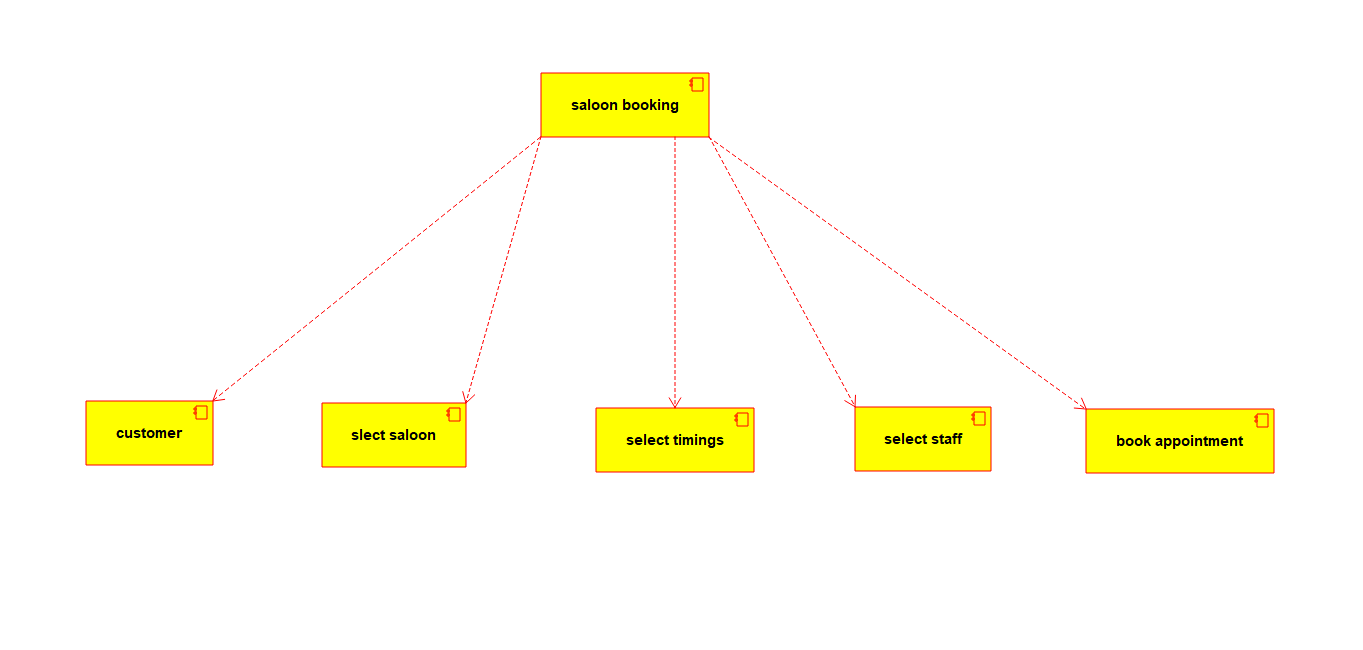 saloon booking
customer
slect saloon
select timings
select staff
book appointment